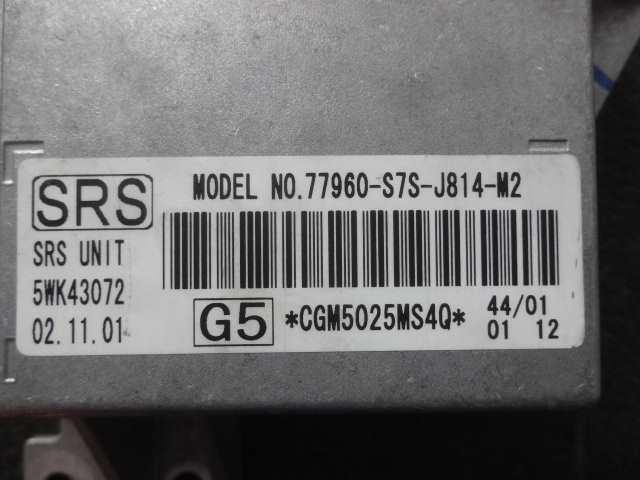 SRS
MODEL NO.77960-S7S-J814-M2
SRS UNIT
5WK43072
02.11.01
G5
*CGM5025MS4Q*
44/01
01 12